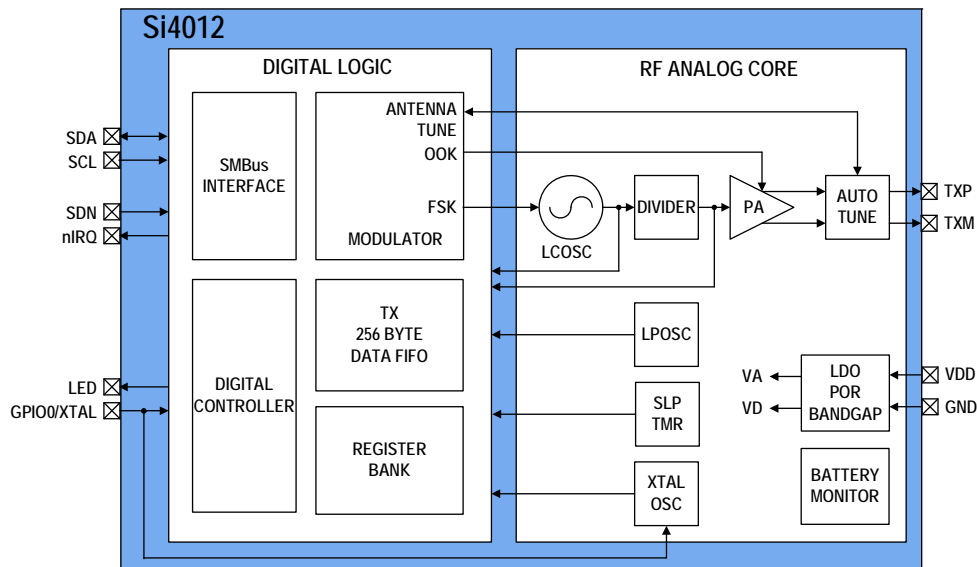 Si4012
DIGITAL LOGIC
RF ANALOG CORE
SDA
SCL
SDN
nIRQ
LED
GPIO0/XTAL
SMBus
INTERFACE
ANTENNA
TUNE
OOK
FSK
MODULATOR
DIGITAL
CONTROLLER
TX
256 BYTE
DATA FIFO
REGISTER
BANK
LCOSC
DIVIDER
PA
AUTO
TUNE
TXP
TXM
LPOSC
SLP
TMR
XTAL
OSC
VA
VD
LDO
POR
BANDGAP
VDD
GND
BATTERY
MONITOR